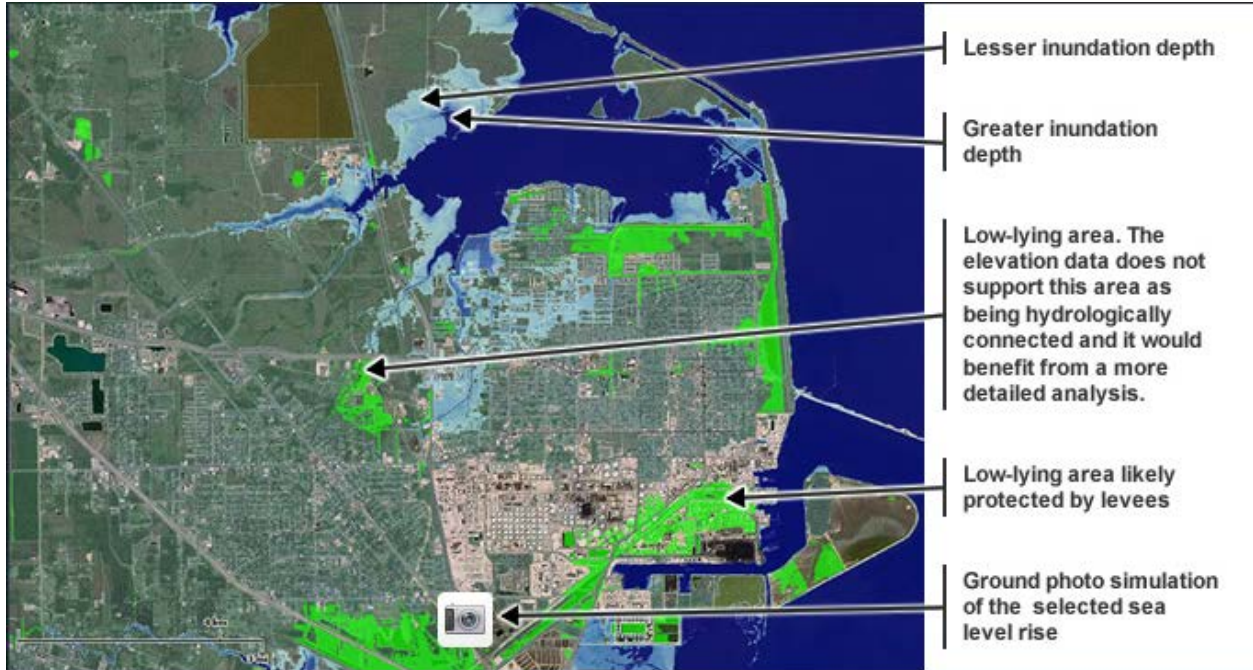 Lesser inundation depth
Greater inundation
depth
Low-lying area. The
elevation data does not
support this area as
being hydrologically
connected and it would
benefit from a more
detailed analysis.
Low-lying area likely
protected by levees
Ground photo simulation
of the selected sea
level rise